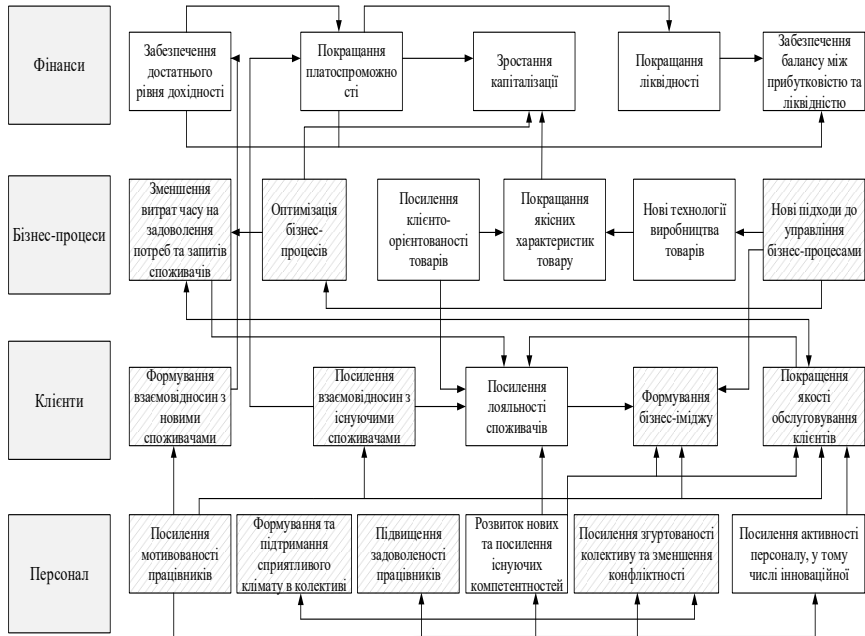 Фінанси
Забезпечення
достатнього
рівня дохідності
Покращання
платоспроможно
сті
Зростання
капіталізації
Покращання
ліквідності
Забезпечення
балансу між
прибутковістю та
ліквідністю
Бізнес-процеси
Зменшення
витрат часу на
задоволення
потреб та запитів
споживачів
Оптимізація
бізнес-
процесів
Посилення
клієнто-
орієнтованості
товарів
Покращання
якісних
характеристик
товару
Нові технології
виробництва
товарів
Нові підходи до
управління
бізнес-процесами
Клієнти
Формування
взаємовідносин з
новими
споживачами
Посилення
взаємовідносин з
існуючими
споживачами
Посилення
лояльності
споживачів
Формування
бізнес-іміджу
Покращення
якості
обслуговування
клієнтів
Персонал
Посилення
мотивованості
працівників
Формування та
підтримання
сприятливого
клімату в колективі
Підвищення
задоволеності
працівників
Розвиток нових
та посилення
існуючих
компетентностей
Посилення згуртованості
колективу та зменшення
конфліктності
Посилення активності
персоналу, у тому
числі інноваційної